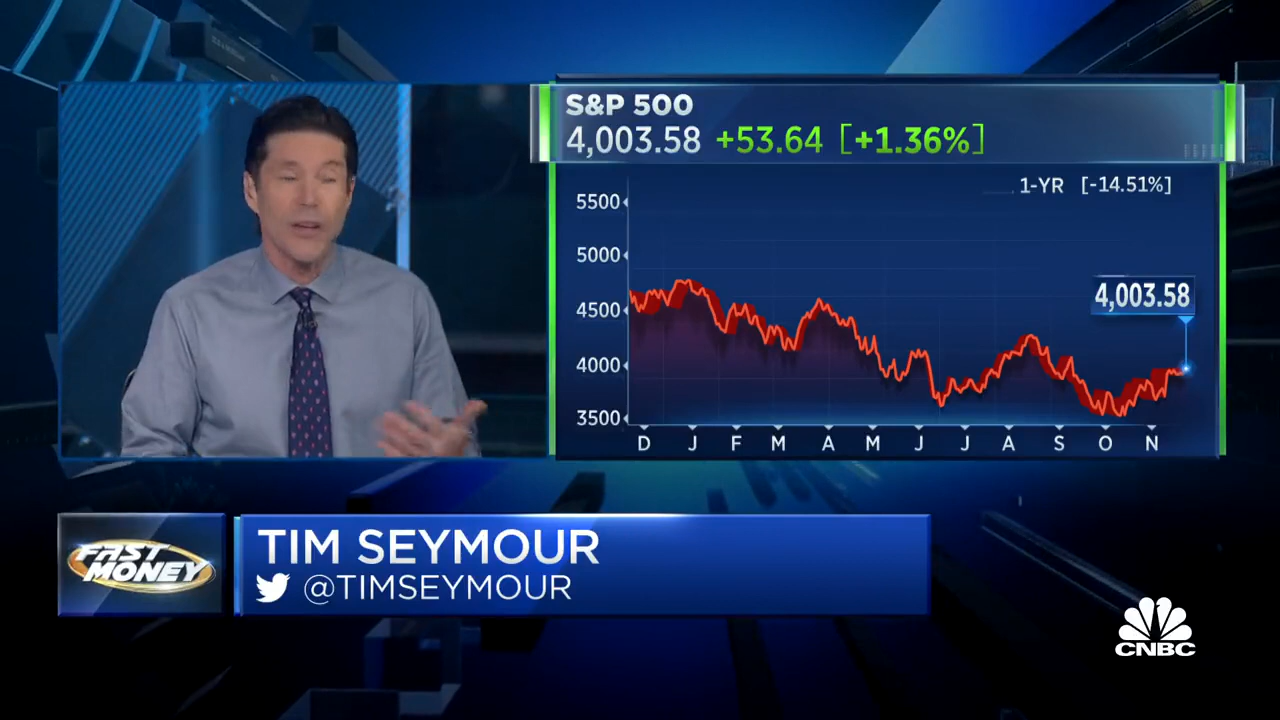 S&P 500
4,003.58 +53.64 [+1.36%]
1-YR [-14.51%]
5500
5000
4500
4000
3500
4,003.58
D J F M A M J J A S O N
FAST
MONEY
TIM SEYMOUR
@TIMSEYMOUR
CNBC